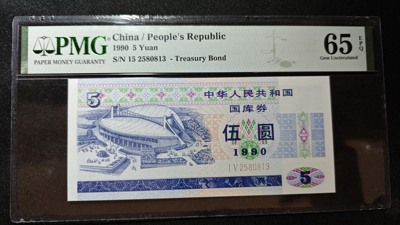 PMG
PAPER MONEY GUARANTY
China / People's Republic
1990 5 Yuan
S/N 15 2580813 - Treasury Bond
65 EPQ
Gem Uncirculated
5
中华人民共和国
国库券
伍圆
1990
IV 2580813
5